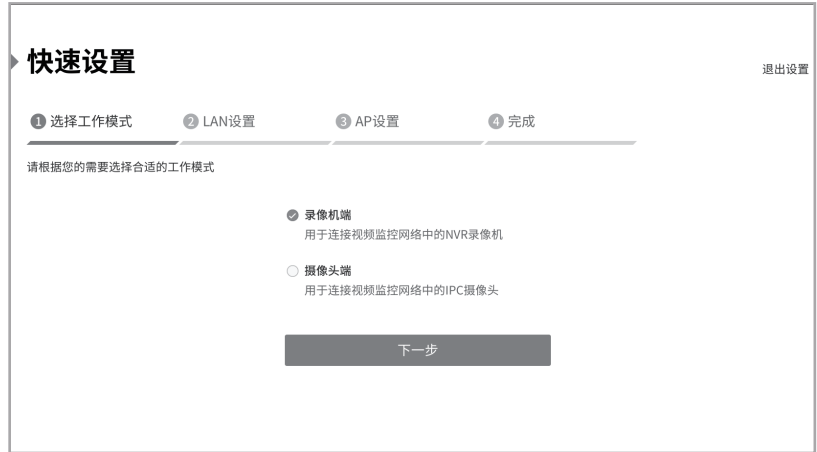 快速设置
退出设置
1 选择工作模式
2 LAN设置
3 AP设置
4 完成
请根据您的需要选择合适的工作模式
录像机端
用于连接视频监控网络中的NVR录像机
摄像头端
用于连接视频监控网络中的IPC摄像头
下一步